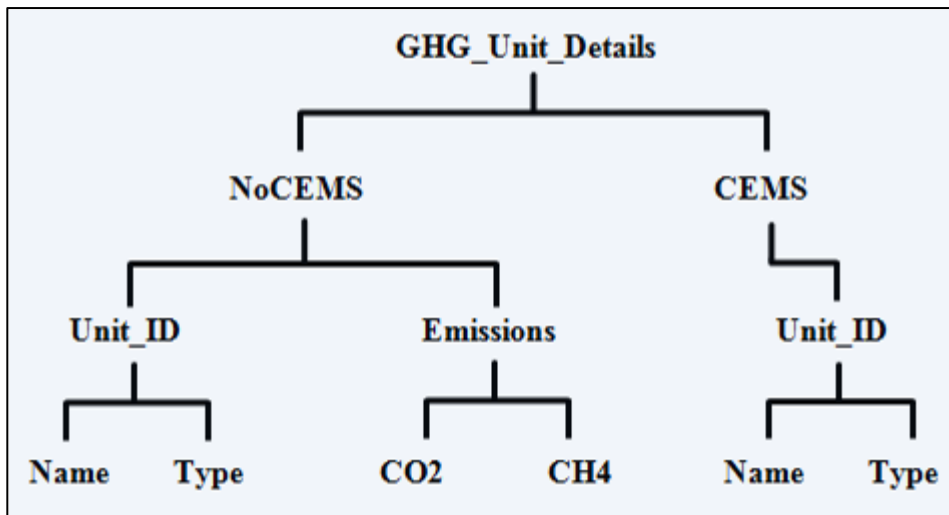 GHG_Unit_Details
NoCEMS CEMS
Unit_ID Emissions Unit_ID
Name Type CO2 CH4 Name Type